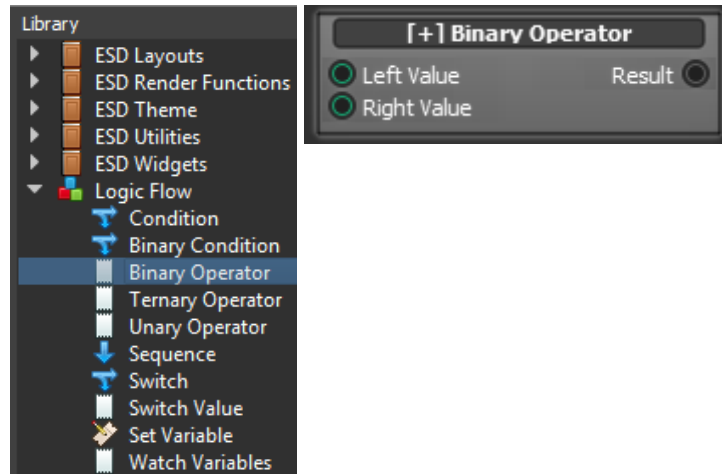 Library
ESD Layouts
ESD Render Functions
ESD Theme
ESD Utilities
ESD Widgets
Logic Flow
Condition
Binary Condition
Binary Operator
Ternary Operator
Unary Operator
Sequence
Switch
Switch Value
Set Variable
Watch Variables
[+] Binary Operator
Left Value Result
Right Value